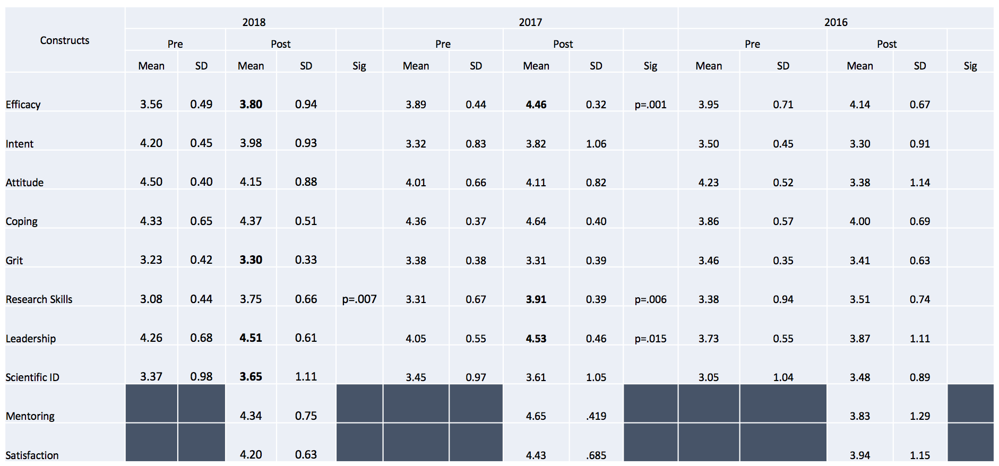 2018 2017 2016
Constructs
Pre Post Pre Post Pre Post
Mean SD Mean SD Sig Mean SD Mean SD Sig Mean SD Mean SD Sig
Efficacy 3.56 0.49 3.80 0.94 3.89 0.44 4.46 0.32 p=.001 3.95 0.71 4.14 0.67
Intent 4.20 0.45 3.98 0.93 3.32 0.83 3.82 1.06 3.50 0.45 3.30 0.91
Attitude 4.50 0.40 4.15 0.88 4.01 0.66 4.11 0.82 4.23 0.52 3.38 1.14
Coping 4.33 0.65 4.37 0.51 4.36 0.37 4.64 0.40 3.86 0.57 4.00 0.69
Grit 3.23 0.42 3.30 0.33 3.38 0.38 3.31 0.39 3.46 0.35 3.41 0.63
Research Skills 3.08 0.44 3.75 0.66 p=.007 3.31 0.67 3.91 0.39 p=.006 3.38 0.94 3.51 0.74
Leadership 4.26 0.68 4.51 0.61 4.05 0.55 4.53 0.46 p=.015 3.73 0.55 3.87 1.11
Scientific ID 3.37 0.98 3.65 1.11 3.45 0.97 3.61 1.05 3.05 1.04 3.48 0.89
Mentoring 4.34 0.75 4.65 .419 3.83 1.29
Satisfaction 4.20 0.63 4.43 .685 3.94 1.15